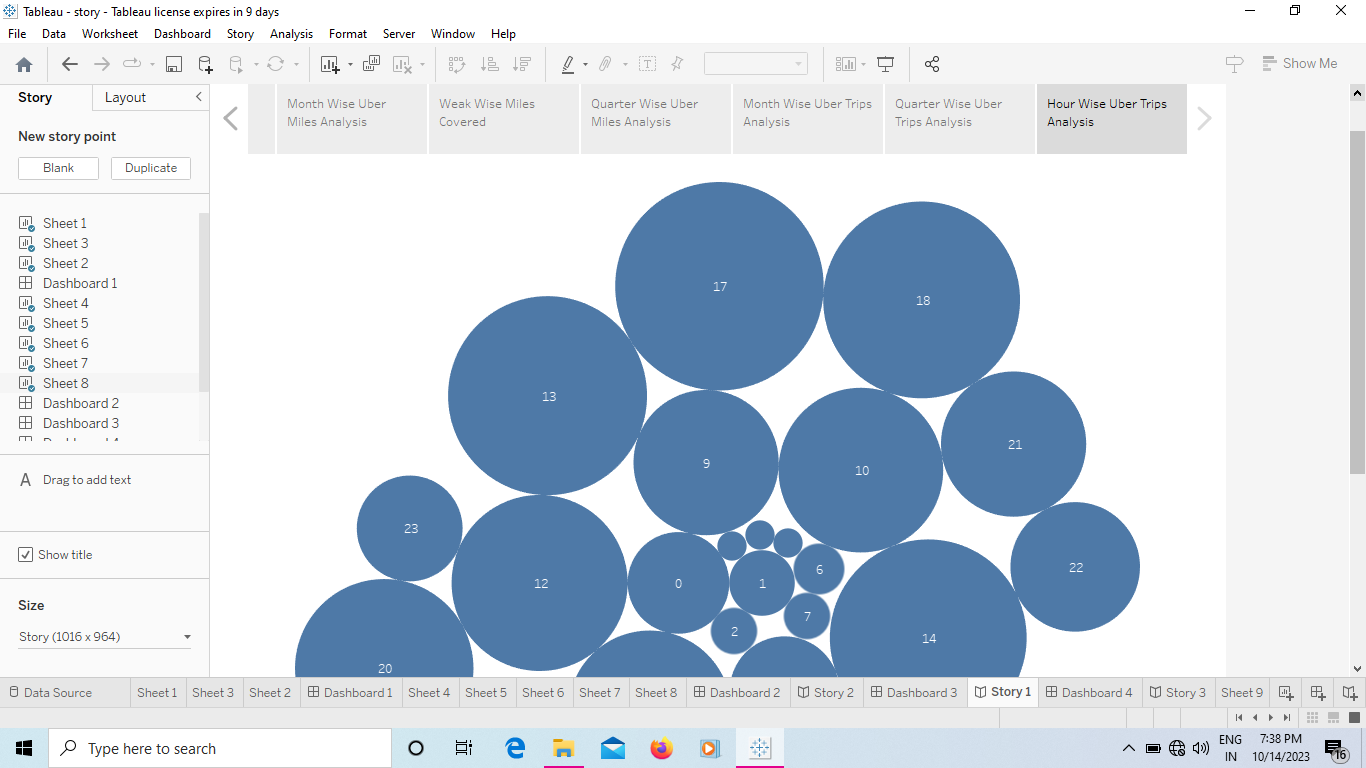 Tableau - story - Tableau license expires in 9 days
File Data Worksheet Dashboard Story Analysis Format Server Window Help
Show Me
Story Layout
New story point
Blank Duplicate
Sheet 1
Sheet 3
Sheet 2
Dashboard 1
Sheet 4
Sheet 5
Sheet 6
Sheet 7
Sheet 8
Dashboard 2
Dashboard 3
A Drag to add text
Show title
Size
Story (1016 x 964)
Month Wise Uber
Miles Analysis
Weak Wise Miles
Covered
Quarter Wise Uber
Miles Analysis
Month Wise Uber Trips
Analysis
Quarter Wise Uber
Trips Analysis
Hour Wise Uber Trips
Analysis
17
18
13
21
9
10
23
22
6
12
0
1
7
2
14
20
Data Source Sheet 1 Sheet 3 Sheet 2 Dashboard 1 Sheet 4 Sheet 5 Sheet 6 Sheet 7 Sheet 8 Dashboard 2 Story 2 Dashboard 3 Story 1 Dashboard 4 Story 3 Sheet 9
Type here to search
ENG
IN
7:38 PM
10/14/2023
16